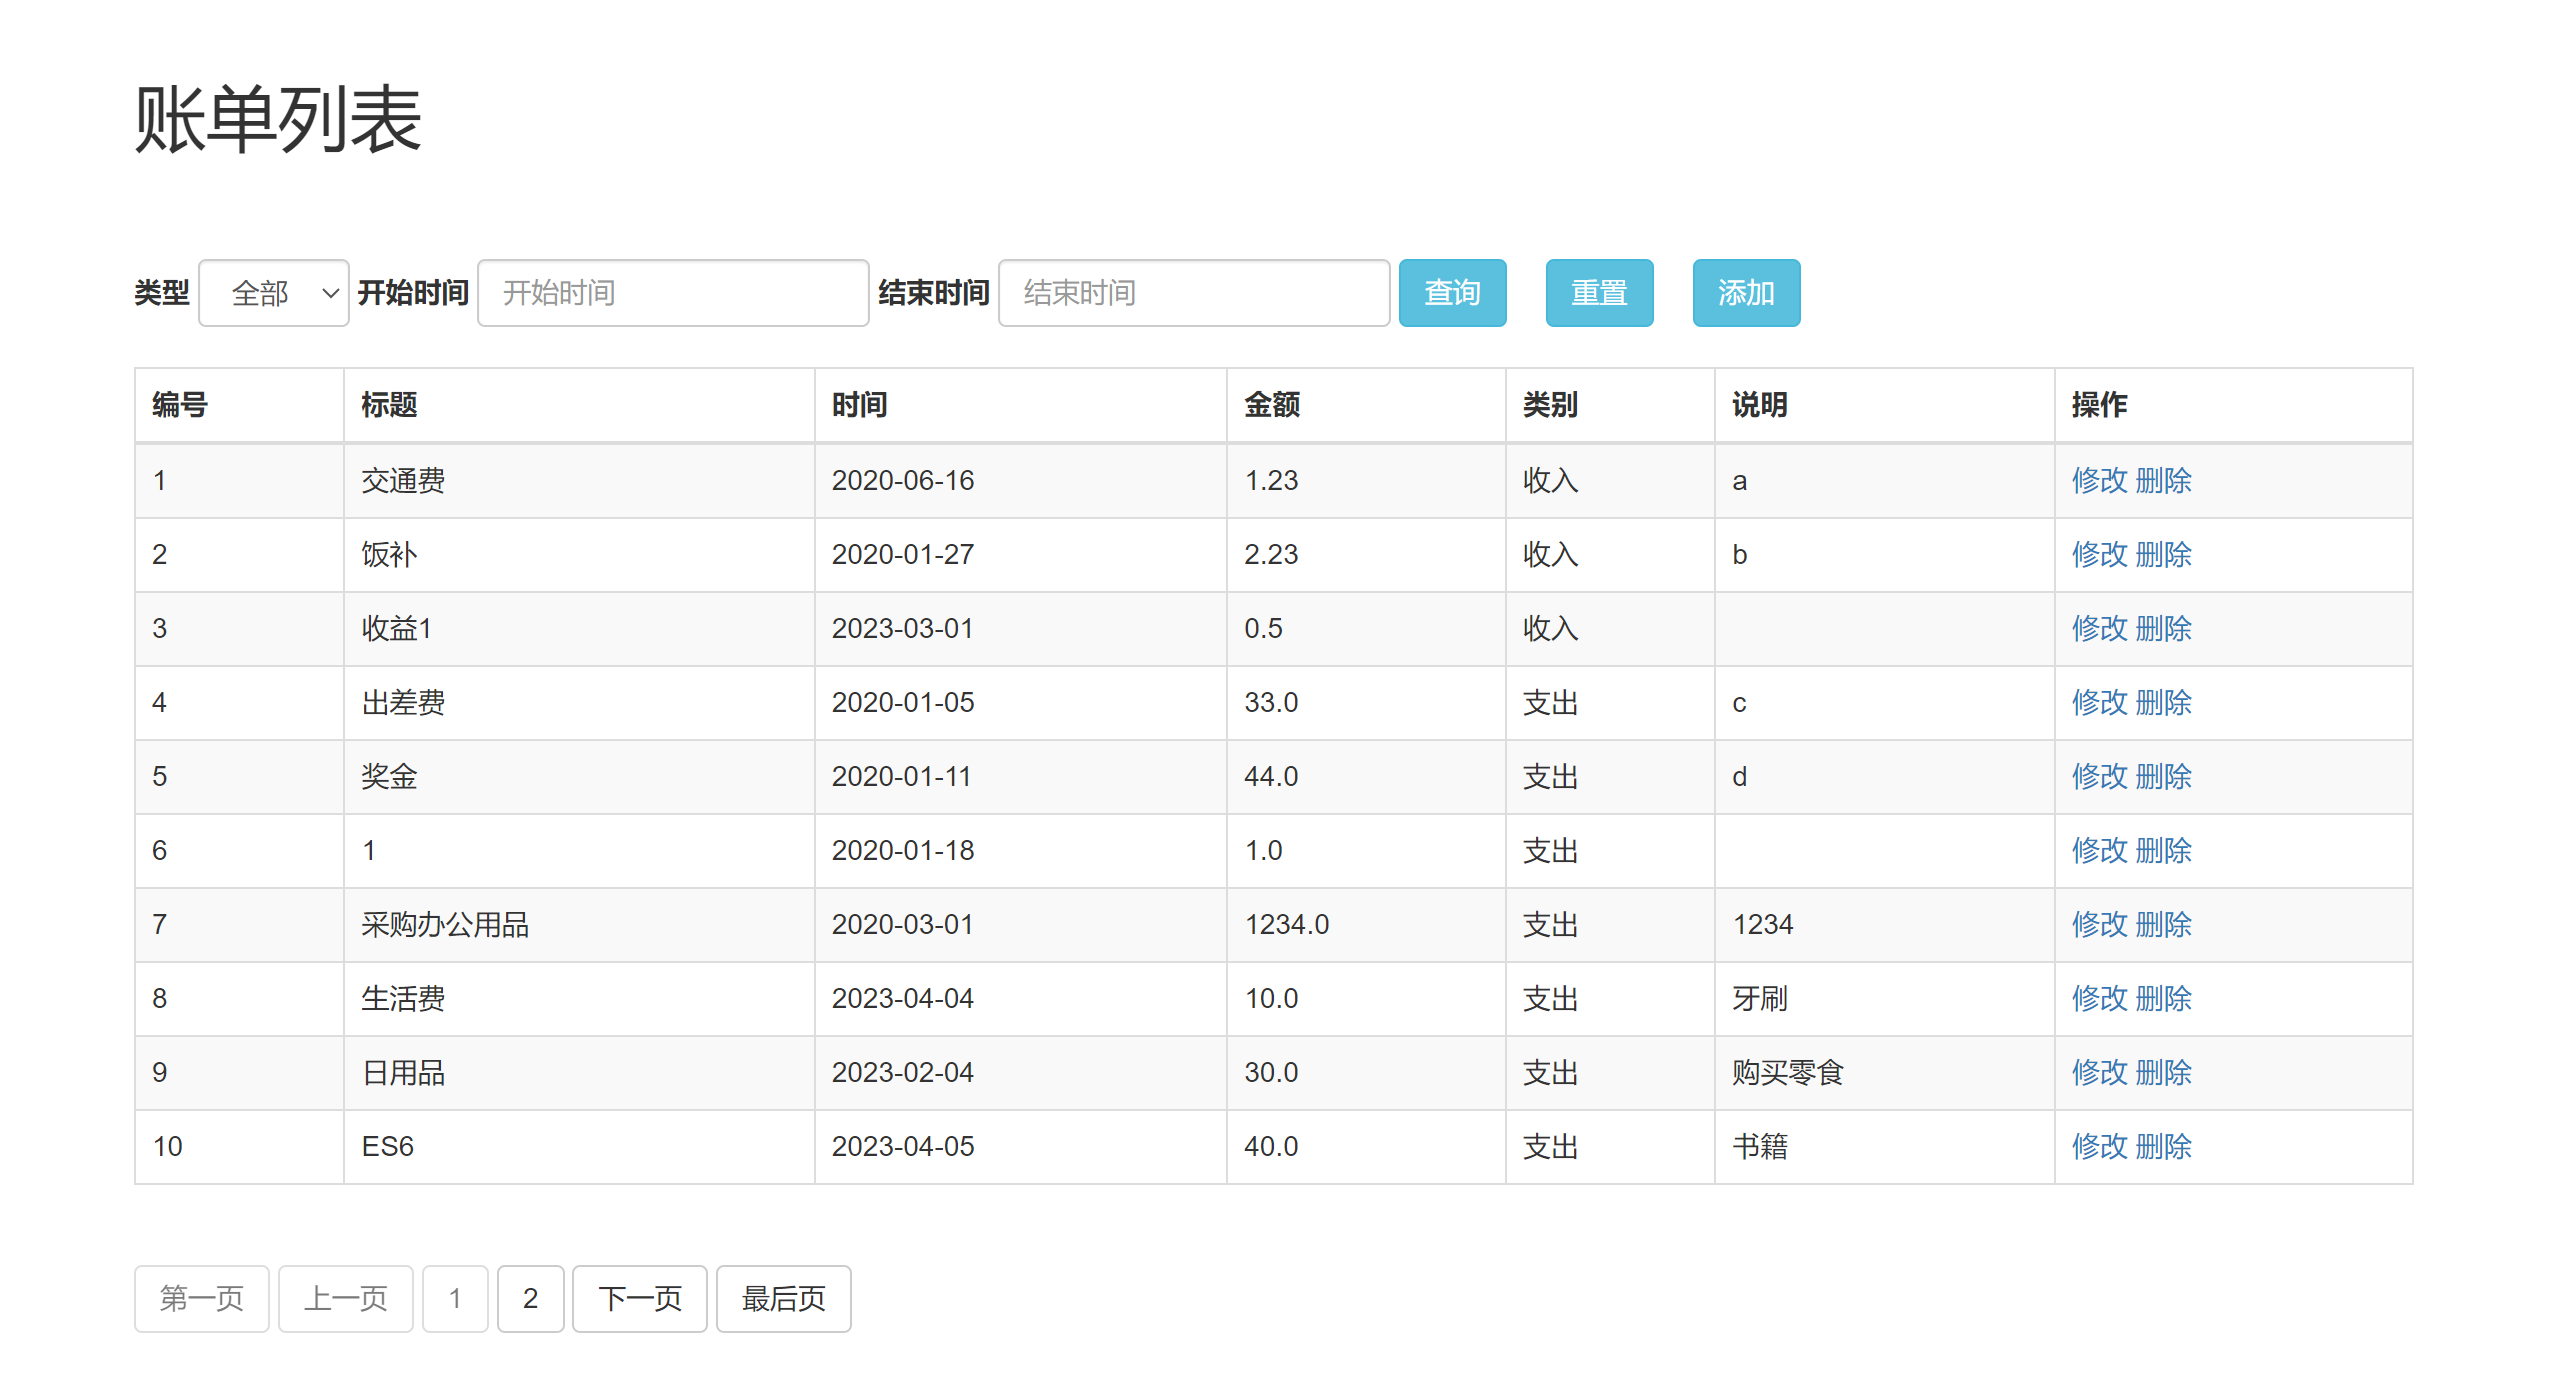 账单列表
类型 全部 开始时间 开始时间 结束时间 结束时间 查询 重置 添加
编号 标题 时间 金额 类别 说明 操作
1 交通费 2020-06-16 1.23 收入 a 修改 删除
2 饭补 2020-01-27 2.23 收入 b 修改 删除
3 收益1 2023-03-01 0.5 收入 修改 删除
4 出差费 2020-01-05 33.0 支出 c 修改 删除
5 奖金 2020-01-11 44.0 支出 d 修改 删除
6 1 2020-01-18 1.0 支出 修改 删除
7 采购办公用品 2020-03-01 1234.0 支出 1234 修改 删除
8 生活费 2023-04-04 10.0 支出 牙刷 修改 删除
9 日用品 2023-02-04 30.0 支出 购买零食 修改 删除
10 ES6 2023-04-05 40.0 支出 书籍 修改 删除
第一页 上一页 1 2 下一页 最后页